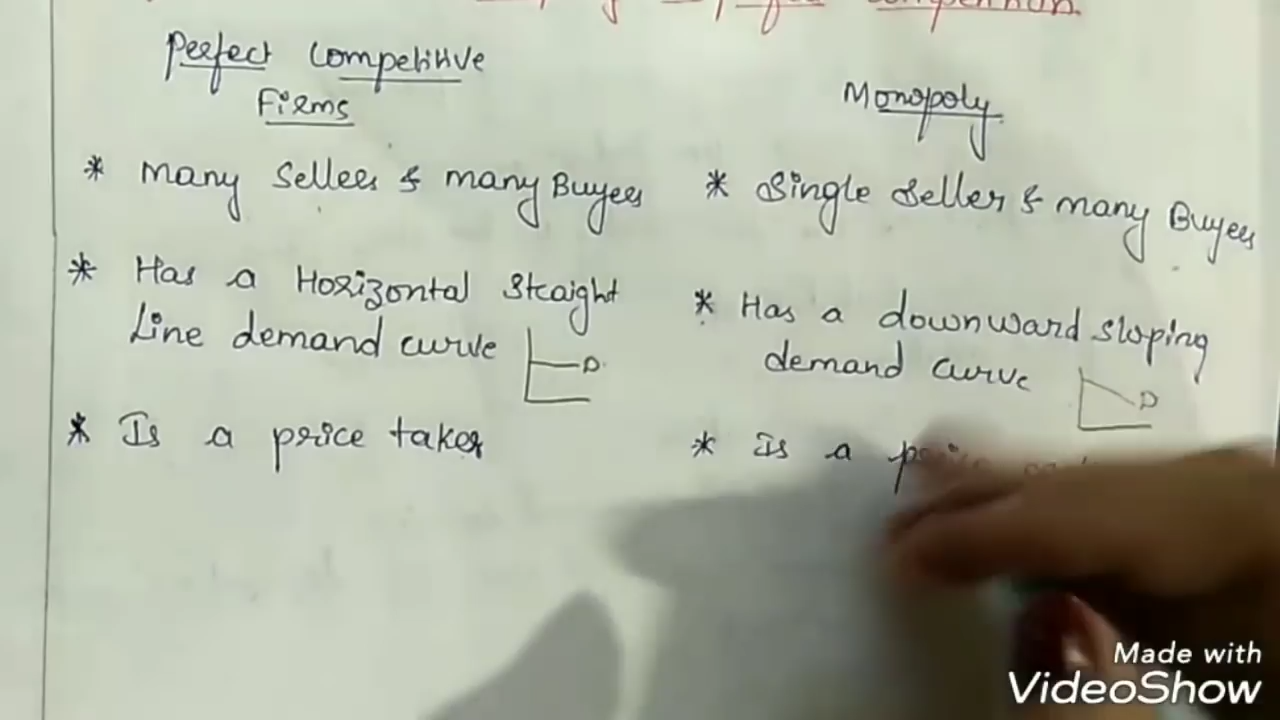 competition.
Perfect Competitive
Firms
* Many Sellers & many Buyers
* Has a Horizontal Straight
Line demand curve
D
* Is a price taker
Monopoly
* Single Seller & many Buyers
* Has a downward sloping
demand curve
D
* Is a
Made with
VideoShow